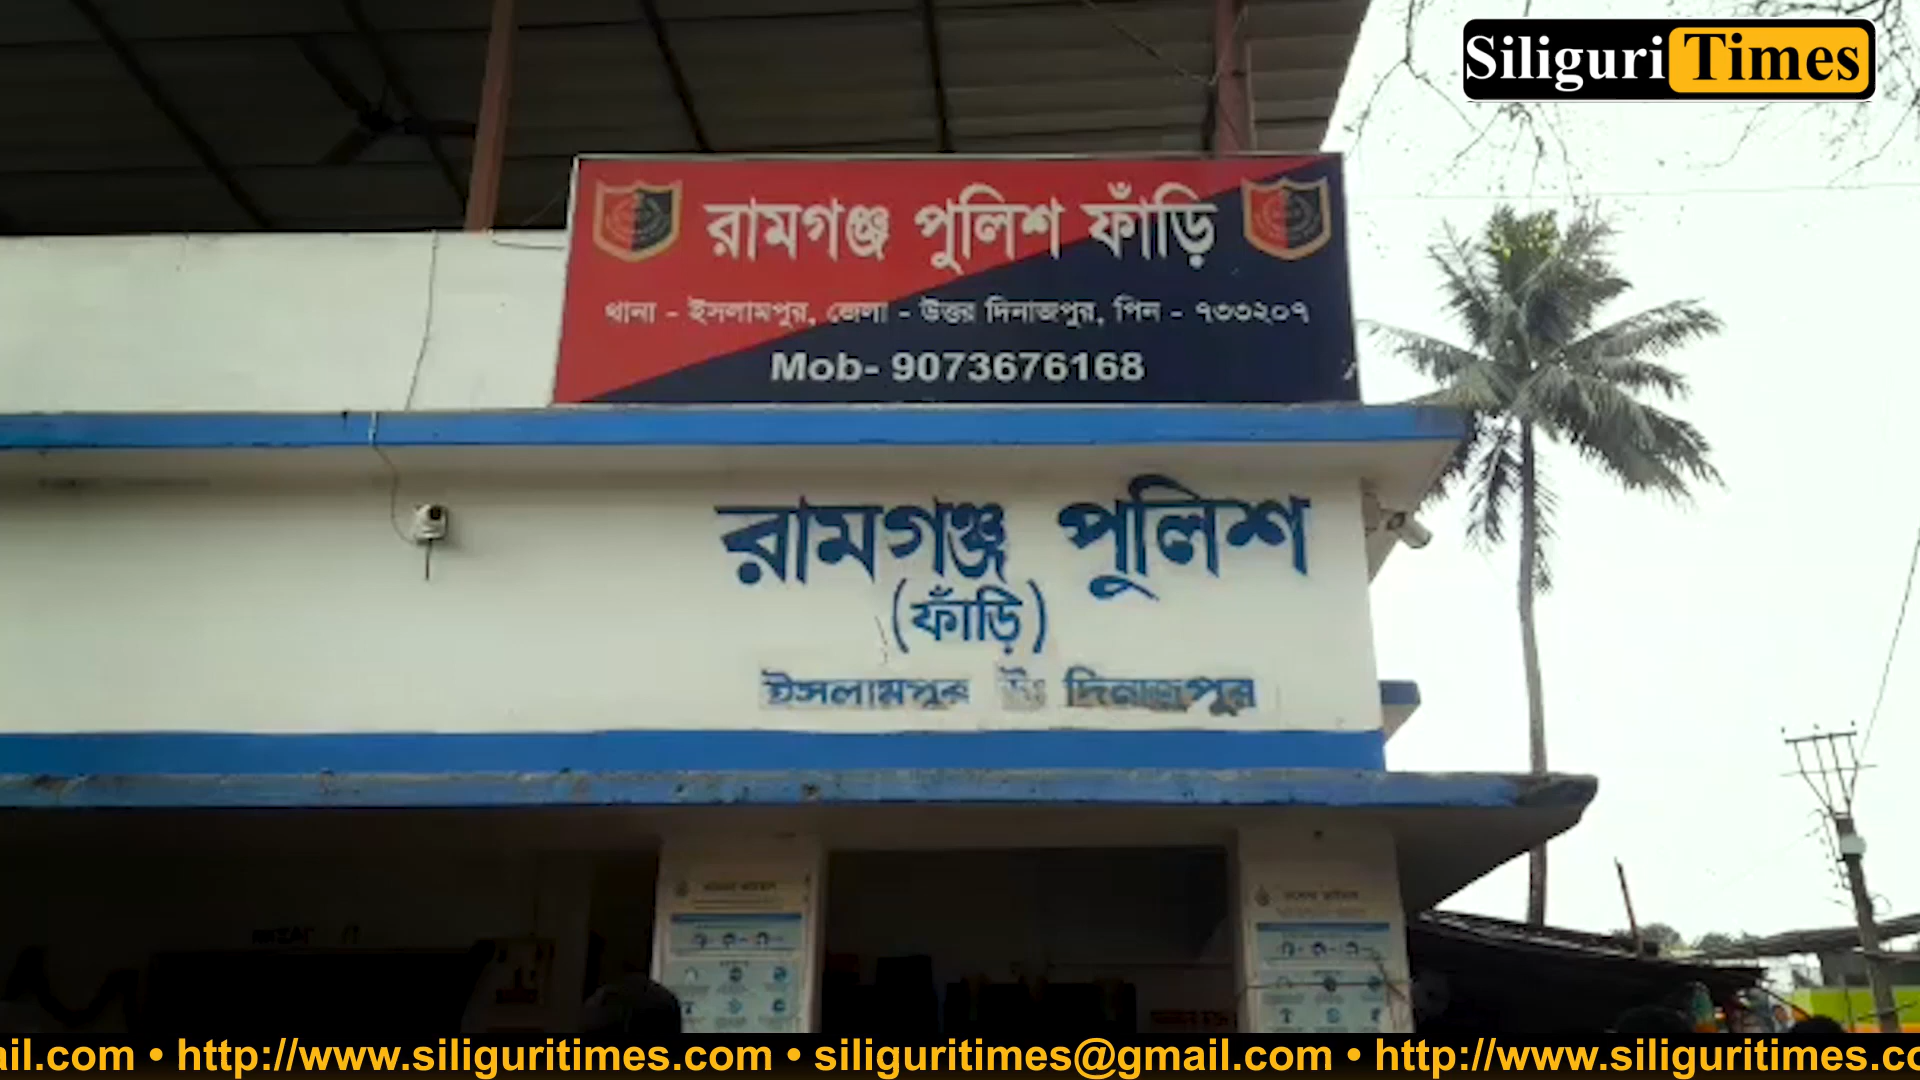 Siliguri Times
রামগঞ্জ পুলিশ ফাঁড়ি
থানা - ইসলামপুর, জেলা - উত্তর দিনাজপুর, পিন - ৭৩৩২০৭
Mob- 9073676168
রামগঞ্জ পুলিশ
(ফাঁড়ি)
ইসলামপুর উঃ দিনাজপুর
ail.com • http://www.siliguritimes.com • siliguritimes@gmail.com • http://www.siliguritimes.co